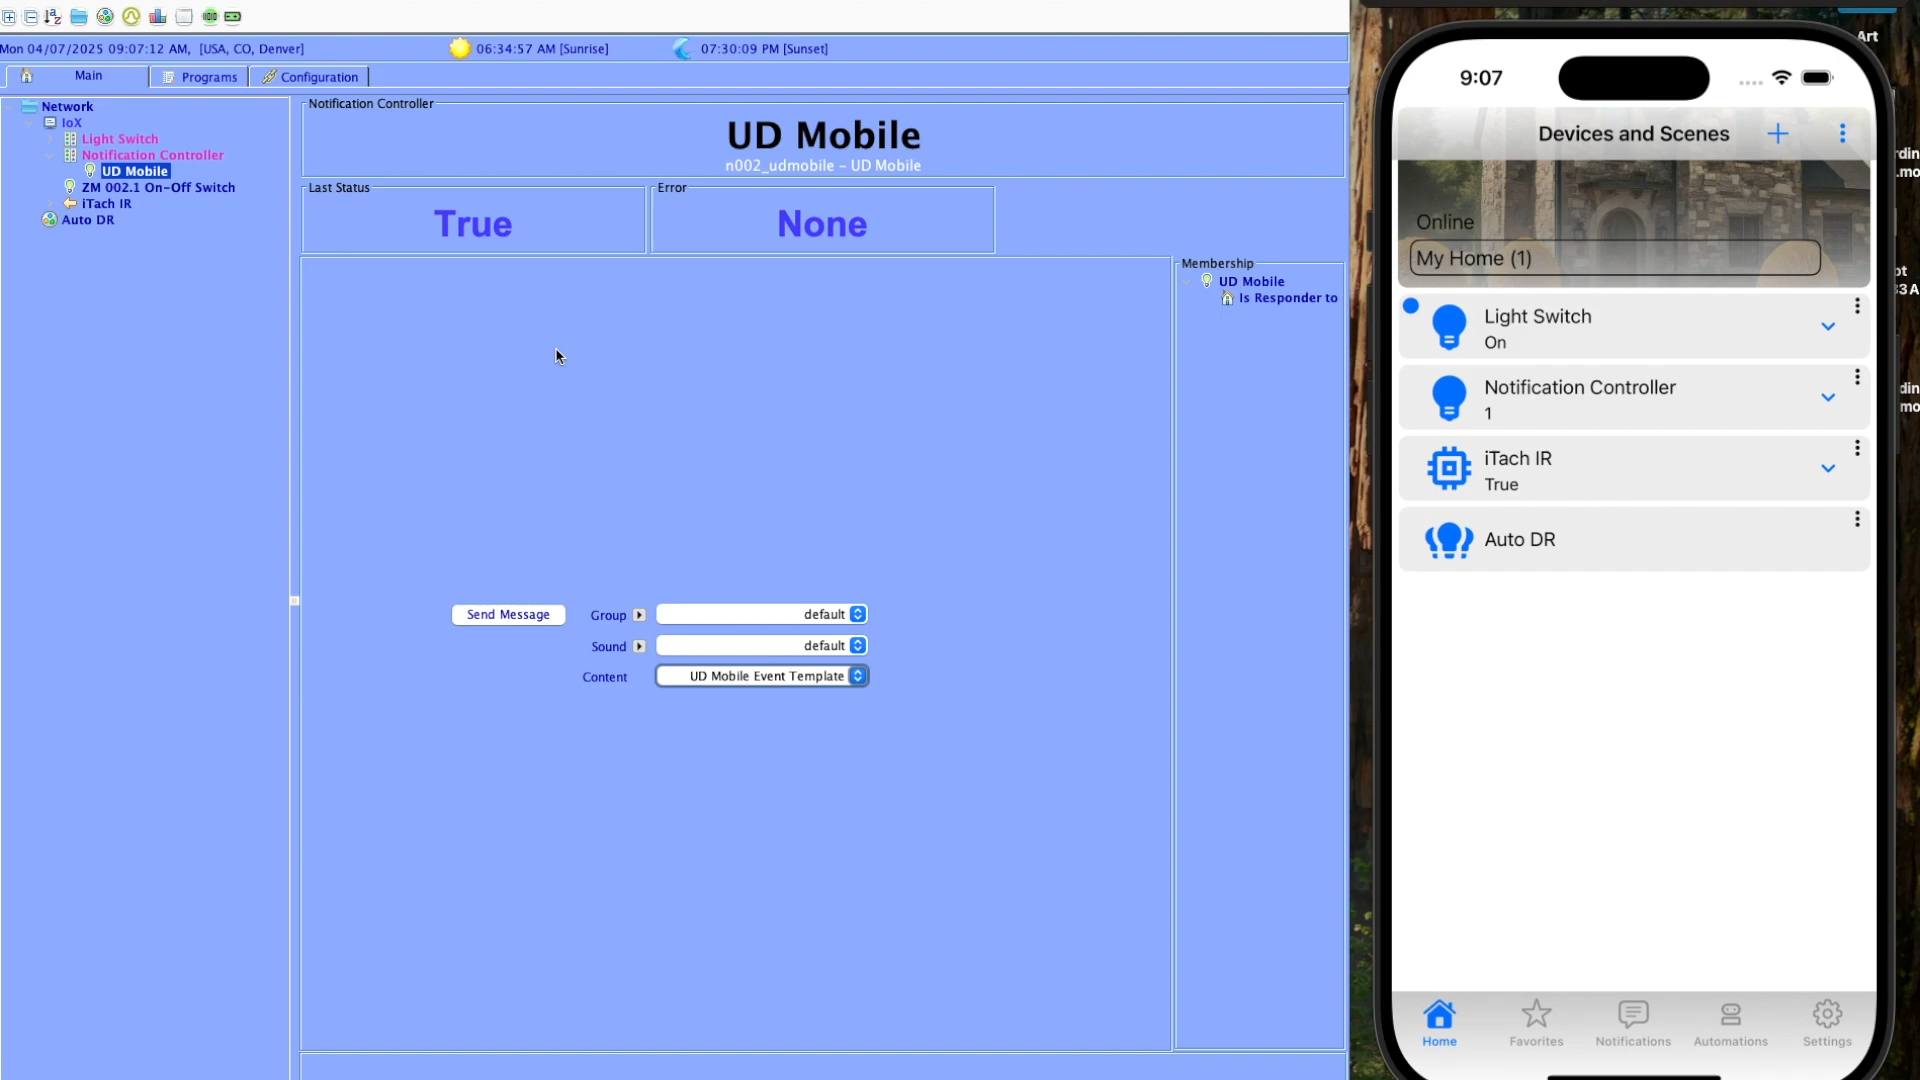 Mon 04/07/2025 09:07:12 AM, [USA, CO, Denver]
06:34:57 AM [Sunrise]
07:30:09 PM [Sunset]
Main
Programs
Configuration
Network
IoX
Light Switch
Notification Controller
UD Mobile
ZM 002.1 On-Off Switch
iTach IR
Auto DR
Notification Controller
UD Mobile
n002_udmobile - UD Mobile
Last Status
True
Error
None
Membership
UD Mobile
Is Responder to
Send Message
Group
default
Sound
default
Content
UD Mobile Event Template
Art
9:07
Devices and Scenes
Online
My Home (1)
Light Switch
On
Notification Controller
1
iTach IR
True
Auto DR
Home
Favorites
Notifications
Automations
Settings